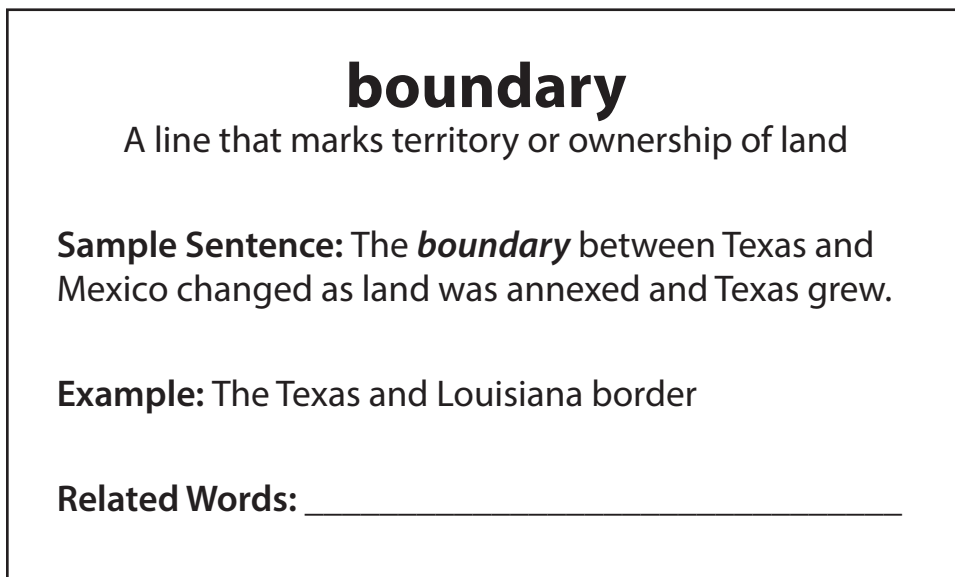 boundary
A line that marks territory or ownership of land
Sample Sentence: The boundary between Texas and
Mexico changed as land was annexed and Texas grew.
Example: The Texas and Louisiana border
Related Words: ________________________________